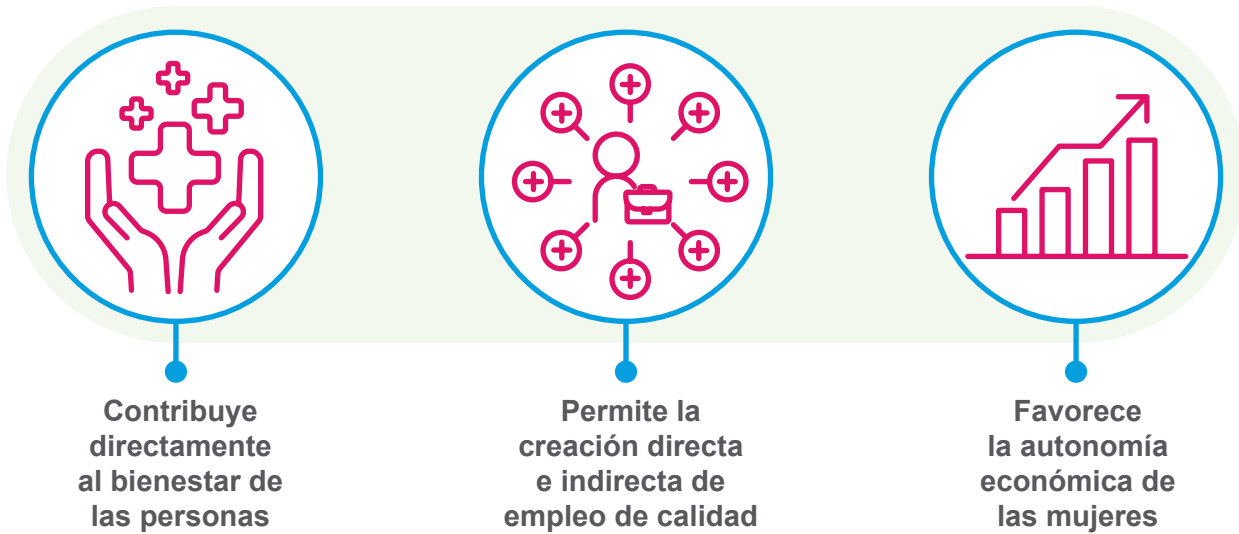 Contribuye
directamente
al bienestar de
las personas
Permite la
creación directa
e indirecta de
empleo de calidad
Favorece
la autonomía
económica de
las mujeres